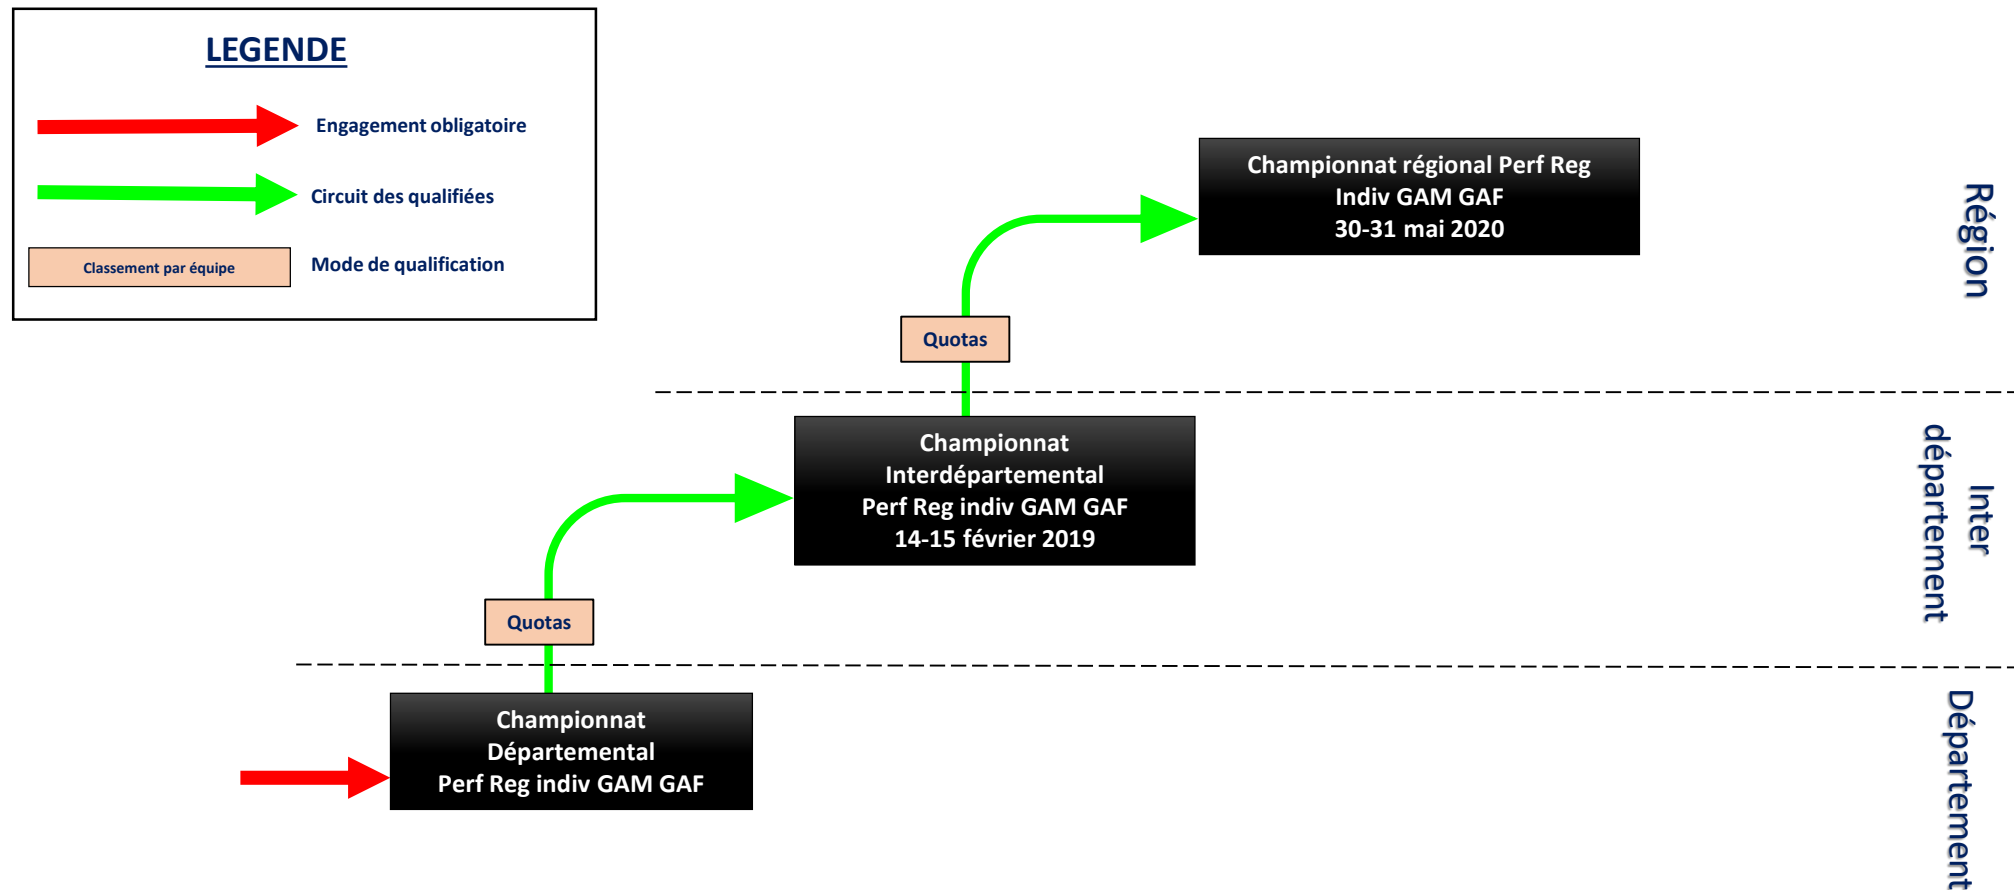 LEGENDE
Engagement obligatoire
Circuit des qualifiées
Classement par équipe
Mode de qualification
Championnat régional Perf Reg
Indiv GAM GAF
30-31 mai 2020
Région
Quotas
Championnat
Interdépartemental
Perf Reg indiv GAM GAF
14-15 février 2019
Inter
département
Quotas
Championnat
Départemental
Perf Reg indiv GAM GAF
Département